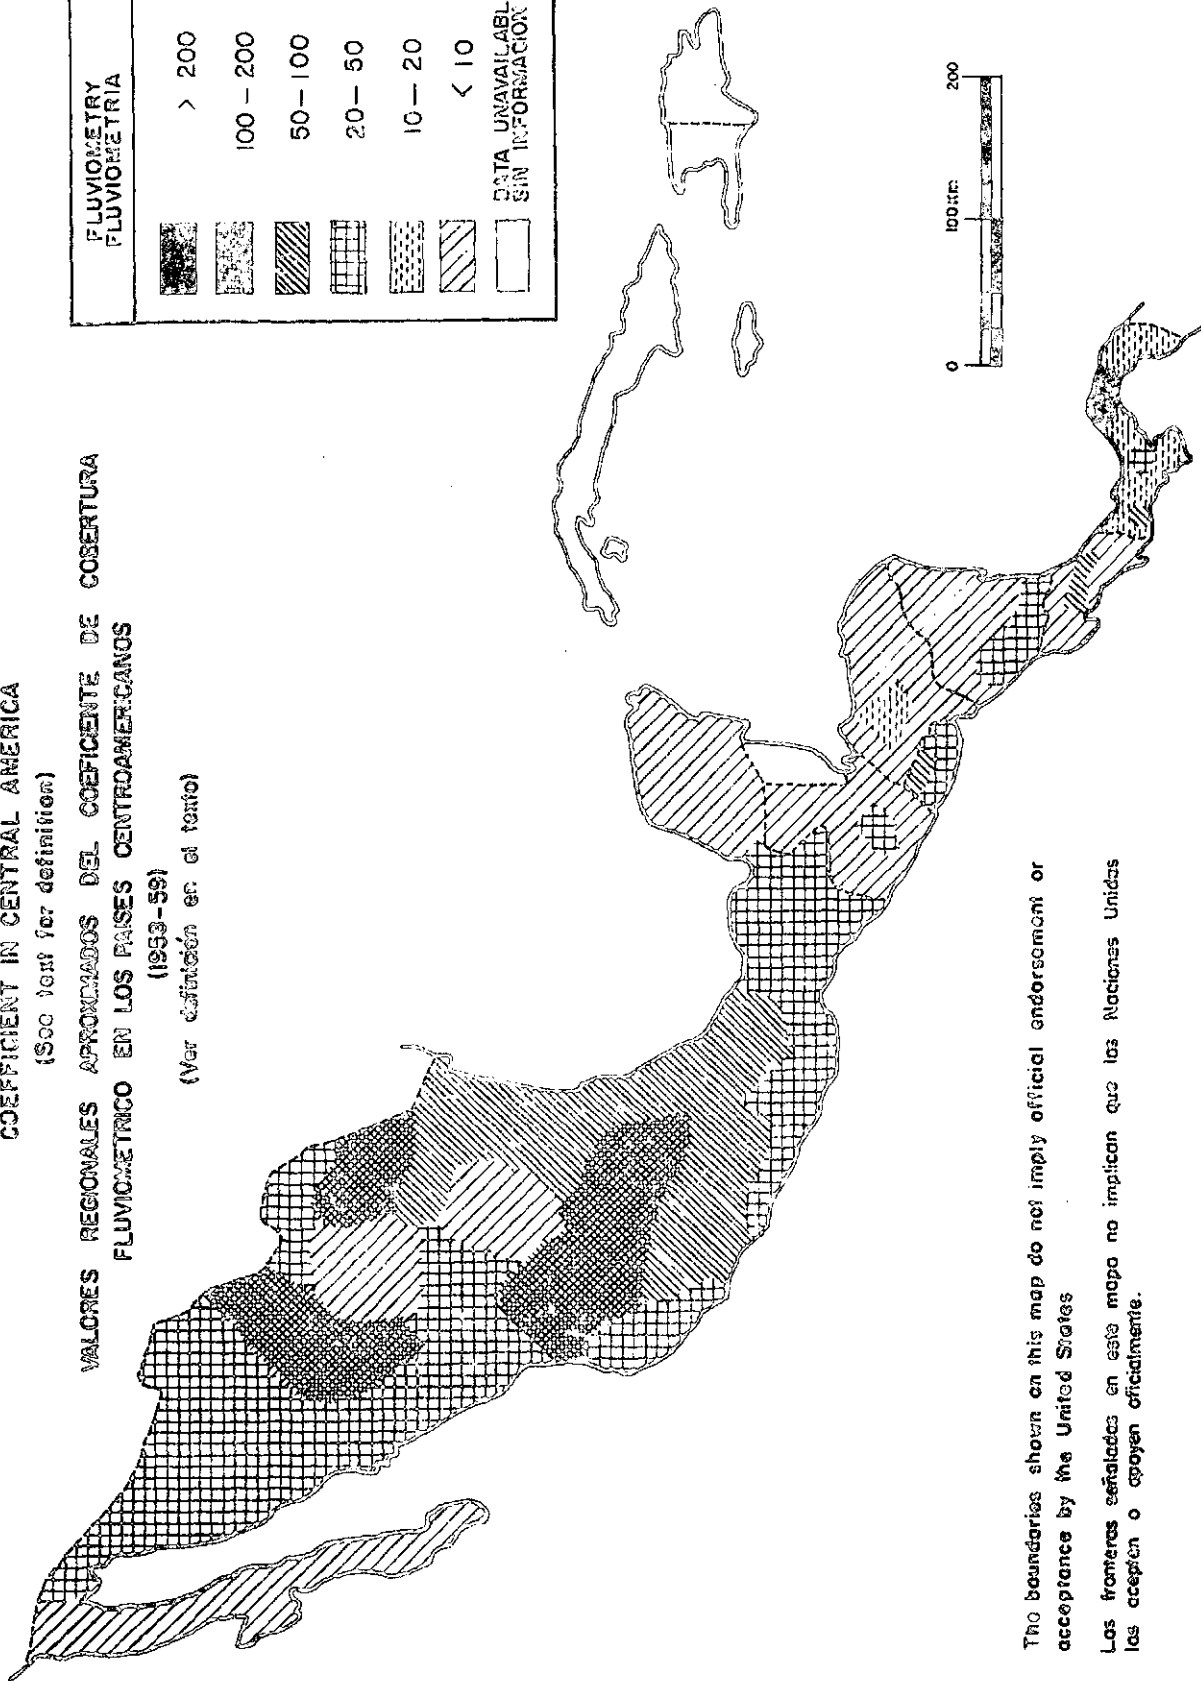 COEFFICIENT IN CENTRAL AMERICA
(See text for definition)
VALORES REGIONALES APROXIMADOS DEL COEFICIENTE DE COBERTURA
FLUVIOMETRICO EN LOS PAISES CENTROAMERICANOS
(1953-59)
(Ver definición en el texto)
FLUVIOMETRY
FLUVIOMETRIA
> 200
100-200
50-100
20-50
10-20
< 10
DATA UNAVAILABL
SIN INFORMACION
0 100 km 200
The boundaries shown on this map do not imply official endorsement or
acceptance by the United States
Las fronteras señaladas en este mapa no implican que las Naciones Unidas
las acepten o apoyen oficialmente.